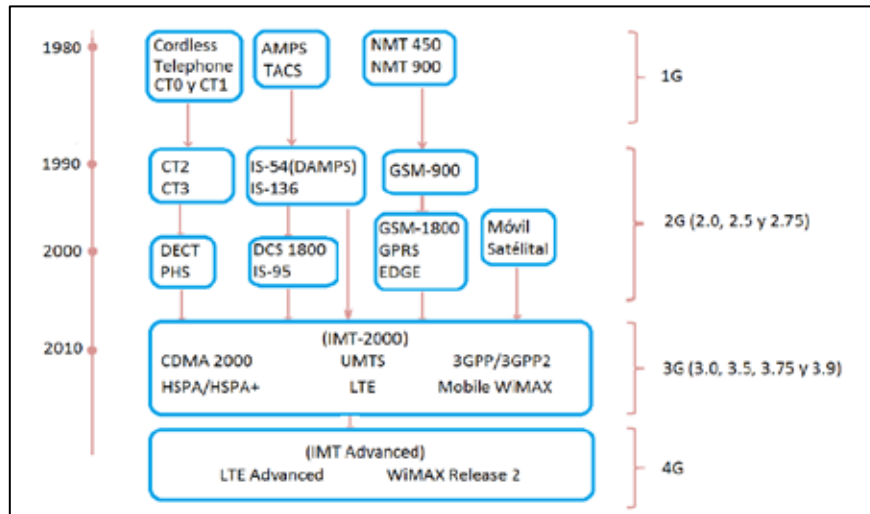 1980
Cordless
Telephone
CT0 y CT1
AMPS
TACS
NMT 450
NMT 900
1G
1990
CT2
CT3
IS-54(DAMPS)
IS-136
GSM-900
2G (2.0, 2.5 y 2.75)
2000
DECT
PHS
DCS 1800
IS-95
GSM-1800
GPRS
EDGE
Móvil
Satélital
2010
(IMT-2000)
CDMA 2000 UMTS 3GPP/3GPP2
HSPA/HSPA+ LTE Mobile WiMAX
3G (3.0, 3.5, 3.75 y 3.9)
(IMT Advanced)
LTE Advanced WiMAX Release 2
4G